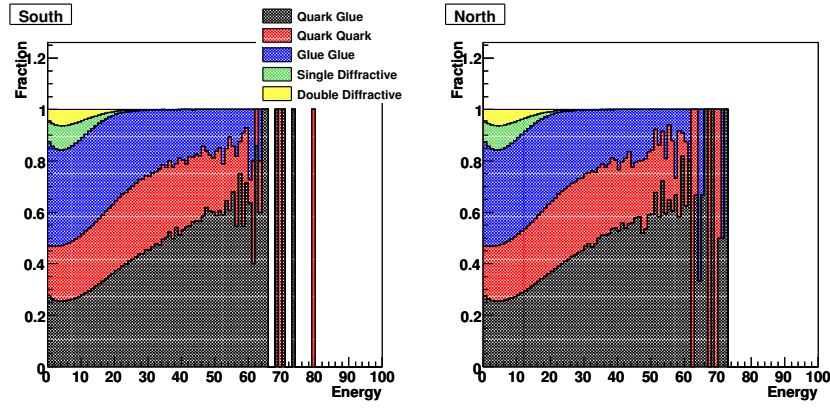 South
Quark Glue
Quark Quark
Glue Glue
Single Diffractive
Double Diffractive
Fraction
1.2
1
0.8
0.6
0.4
0.2
0
0 10 20 30 40 50 60 70 80 90 100
Energy
North
Fraction
1.2
1
0.8
0.6
0.4
0.2
0
0 10 20 30 40 50 60 70 80 90 100
Energy